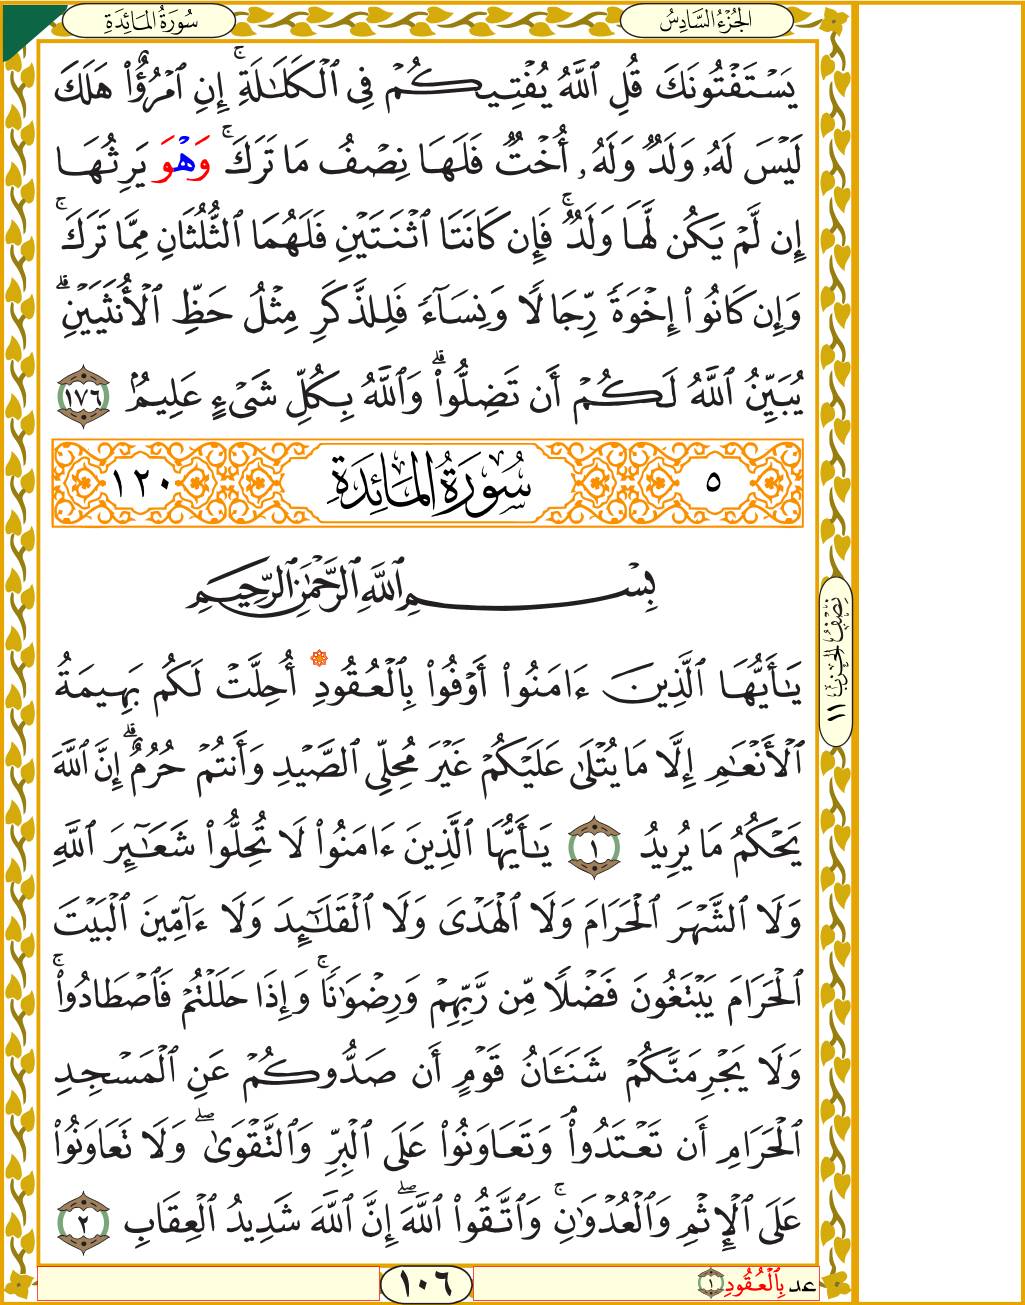 سُورَةُ المَائِدَةِ
الجُزْءُ السَّادِسُ
يَسْتَفْتُونَكَ قُلِ ٱللَّهُ يُفْتِيكُمْ فِى ٱلْكَلَـٰلَةِ ۚ إِنِ ٱمْرُؤٌا۟ هَلَكَ
لَيْسَ لَهُۥ وَلَدٌ وَلَهُۥٓ أُخْتٌ فَلَهَا نِصْفُ مَا تَرَكَ ۚ وَهْوَ يَرِثُهَا
إِن لَّمْ يَكُن لَّهَا وَلَدٌ ۚ فَإِن كَانَتَا ٱثْنَتَيْنِ فَلَهُمَا ٱلثُّلُثَانِ مِمَّا تَرَكَ ۚ
وَإِن كَانُوٓا۟ إِخْوَةً رِّجَالًا وَنِسَآءً فَلِلذَّكَرِ مِثْلُ حَظِّ ٱلْأُنثَيَيْنِ ۗ
يُبَيِّنُ ٱللَّهُ لَكُمْ أَن تَضِلُّوا۟ ۗ وَٱللَّهُ بِكُلِّ شَىْءٍ عَلِيمٌۢ ١٧٦
٥ سُورَةُ المَائِدَةِ ١٢٠
بِسْمِ ٱللَّهِ ٱلرَّحْمَـٰنِ ٱلرَّحِيمِ
يَـٰٓأَيُّهَا ٱلَّذِينَ ءَامَنُوٓا۟ أَوْفُوا۟ بِٱلْعُقُودِ أُحِلَّتْ لَكُم بَهِيمَةُ
ٱلْأَنْعَـٰمِ إِلَّا مَا يُتْلَىٰ عَلَيْكُمْ غَيْرَ مُحِلِّى ٱلصَّيْدِ وَأَنتُمْ حُرُمٌ ۗ إِنَّ ٱللَّهَ
يَحْكُمُ مَا يُرِيدُ ١ يَـٰٓأَيُّهَا ٱلَّذِينَ ءَامَنُوا۟ لَا تُحِلُّوا۟ شَعَـٰٓئِرَ ٱللَّهِ
وَلَا ٱلشَّهْرَ ٱلْحَرَامَ وَلَا ٱلْهَدْىَ وَلَا ٱلْقَلَـٰٓئِدَ وَلَآ ءَآمِّينَ ٱلْبَيْتَ
ٱلْحَرَامَ يَبْتَغُونَ فَضْلًا مِّن رَّبِّهِمْ وَرِضْوَٰنًا ۚ وَإِذَا حَلَلْتُمْ فَٱصْطَادُوا۟ ۚ
وَلَا يَجْرِمَنَّكُمْ شَنَـَٔانُ قَوْمٍ أَن صَدُّوكُمْ عَنِ ٱلْمَسْجِدِ
ٱلْحَرَامِ أَن تَعْتَدُوا۟ ۘ وَتَعَاوَنُوا۟ عَلَى ٱلْبِرِّ وَٱلتَّقْوَىٰ ۖ وَلَا تَعَاوَنُوا۟
عَلَى ٱلْإِثْمِ وَٱلْعُدْوَٰنِ ۚ وَٱتَّقُوا۟ ٱللَّهَ ۖ إِنَّ ٱللَّهَ شَدِيدُ ٱلْعِقَابِ ٢
نِصْفُ الحِزْبِ ١١
عد بِٱلْعُقُودِ ١
١٠٦